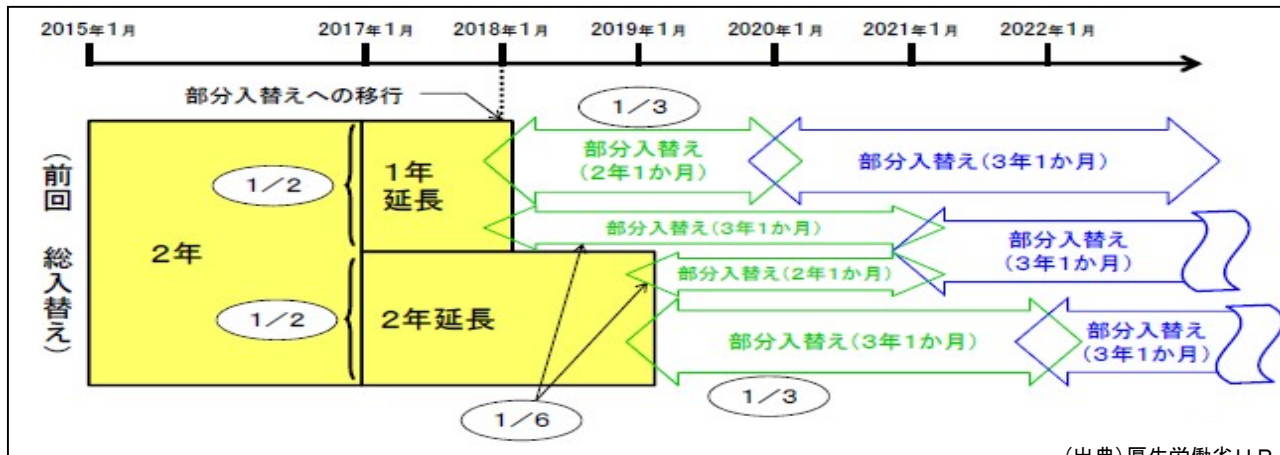 2015年1月 2017年1月 2018年1月 2019年1月 2020年1月 2021年1月 2022年1月
部分入替えへの移行
1／3
(前回 総入替え)
2年
1／2
1年
延長
部分入替え
(2年1か月)
部分入替え(3年1か月)
部分入替え(3年1か月)
部分入替え
(3年1か月)
部分入替え(2年1か月)
1／2
2年延長
部分入替え(3年1か月)
部分入替え
(3年1か月)
1／6
1／3
(出典)厚生労働省HP